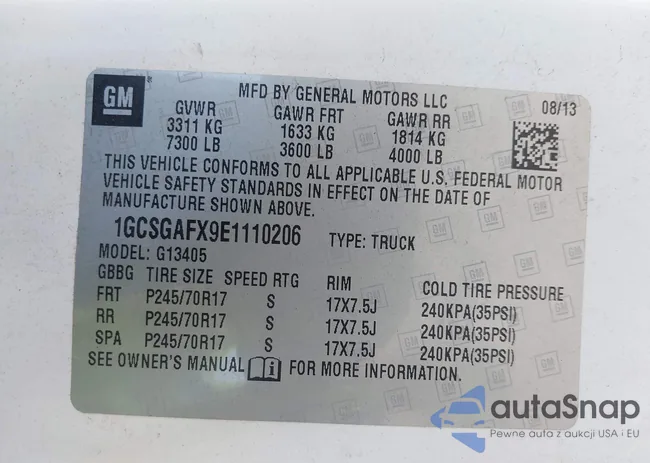 GM
MFD BY GENERAL MOTORS LLC
08/13
GVWR GAWR FRT GAWR RR
3311 KG 1633 KG 1814 KG
7300 LB 3600 LB 4000 LB
THIS VEHICLE CONFORMS TO ALL APPLICABLE U.S. FEDERAL MOTOR
VEHICLE SAFETY STANDARDS IN EFFECT ON THE DATE OF
MANUFACTURE SHOWN ABOVE.
1GCSGAFX9E1110206 TYPE: TRUCK
MODEL: G13405
GBBG TIRE SIZE SPEED RTG RIM COLD TIRE PRESSURE
FRT P245/70R17 S 17X7.5J 240KPA(35PSI)
RR P245/70R17 S 17X7.5J 240KPA(35PSI)
SPA P245/70R17 S 17X7.5J 240KPA(35PSI)
SEE OWNER'S MANUAL FOR MORE INFORMATION.
autaSnap
Pewne auta z aukcji USA i EU